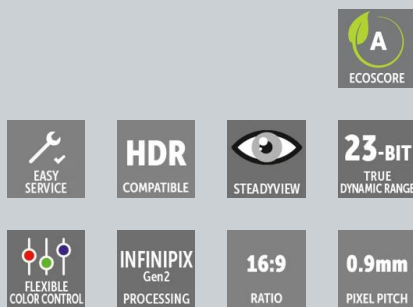 A
ECOSCORE
EASY
SERVICE
HDR
COMPATIBLE
STEADYVIEW
23-BIT
TRUE
DYNAMIC RANGE
FLEXIBLE
COLOR CONTROL
INFINIPIX
Gen2
PROCESSING
16:9
RATIO
0.9mm
PIXEL PITCH